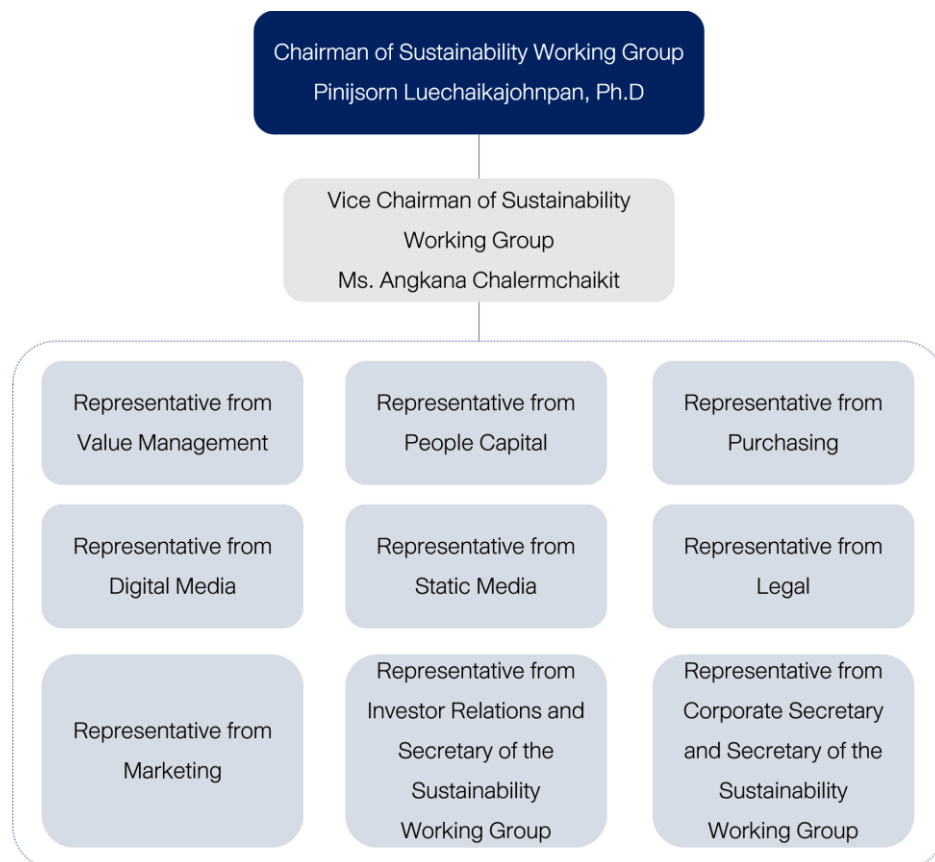 Chairman of Sustainability Working Group
Pinijsorn Luechaikajohnpan, Ph.D
Vice Chairman of Sustainability
Working Group
Ms. Angkana Chalermchaikit
Representative from
Value Management
Representative from
People Capital
Representative from
Purchasing
Representative from
Digital Media
Representative from
Static Media
Representative from
Legal
Representative from
Marketing
Representative from
Investor Relations and
Secretary of the
Sustainability
Working Group
Representative from
Corporate Secretary
and Secretary of the
Sustainability
Working Group